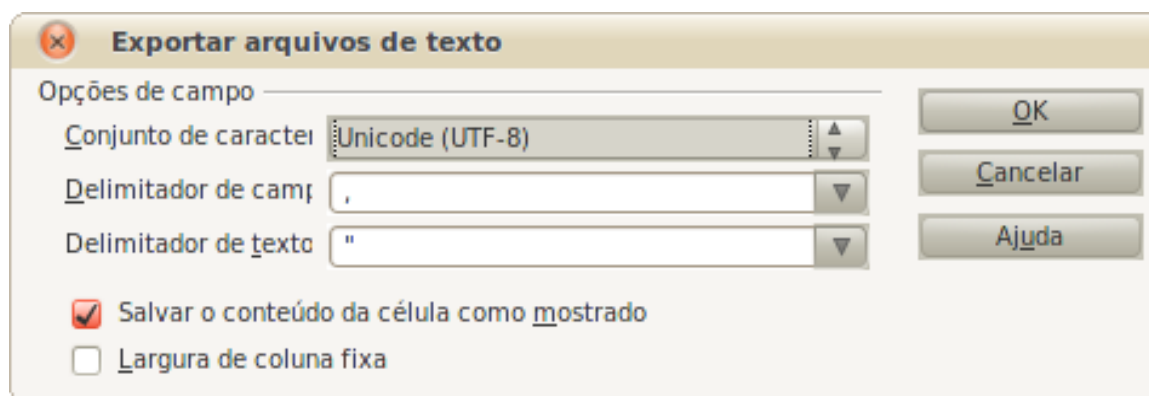 Exportar arquivos de texto
Opções de campo
Conjunto de caracter
Unicode (UTF-8)
Delimitador de camp
,
Delimitador de texto
"
Salvar o conteúdo da célula como mostrado
Largura de coluna fixa
OK
Cancelar
Ajuda